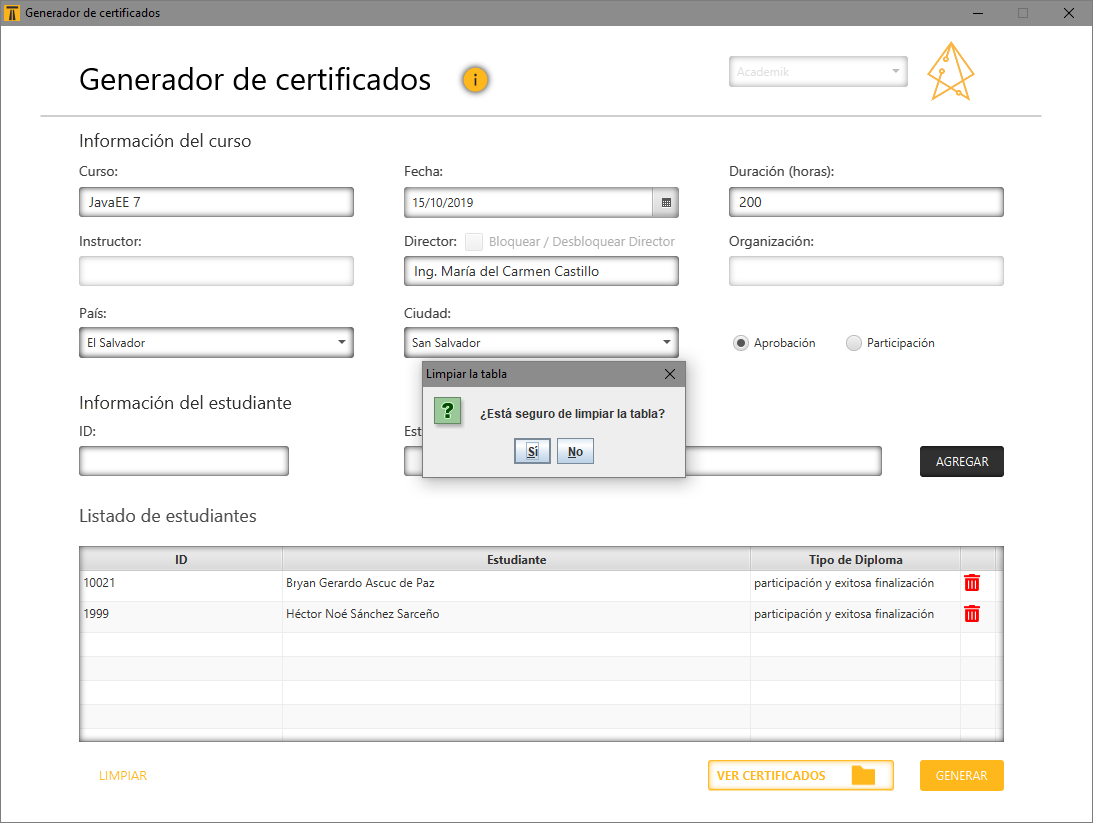 Generador de certificados
Generador de certificados
i
Academik
Información del curso
Curso: Fecha: Duración (horas):
JavaEE 7 15/10/2019 200
Instructor: Director: Bloquear / Desbloquear Director Organización:
Ing. María del Carmen Castillo
País: Ciudad:
El Salvador San Salvador Aprobación Participación
Limpiar la tabla
? ¿Está seguro de limpiar la tabla?
Sí No
Información del estudiante
ID: Est
AGREGAR
Listado de estudiantes
ID Estudiante Tipo de Diploma
10021 Bryan Gerardo Ascuc de Paz participación y exitosa finalización
1999 Héctor Noé Sánchez Sarceño participación y exitosa finalización
LIMPIAR VER CERTIFICADOS GENERAR